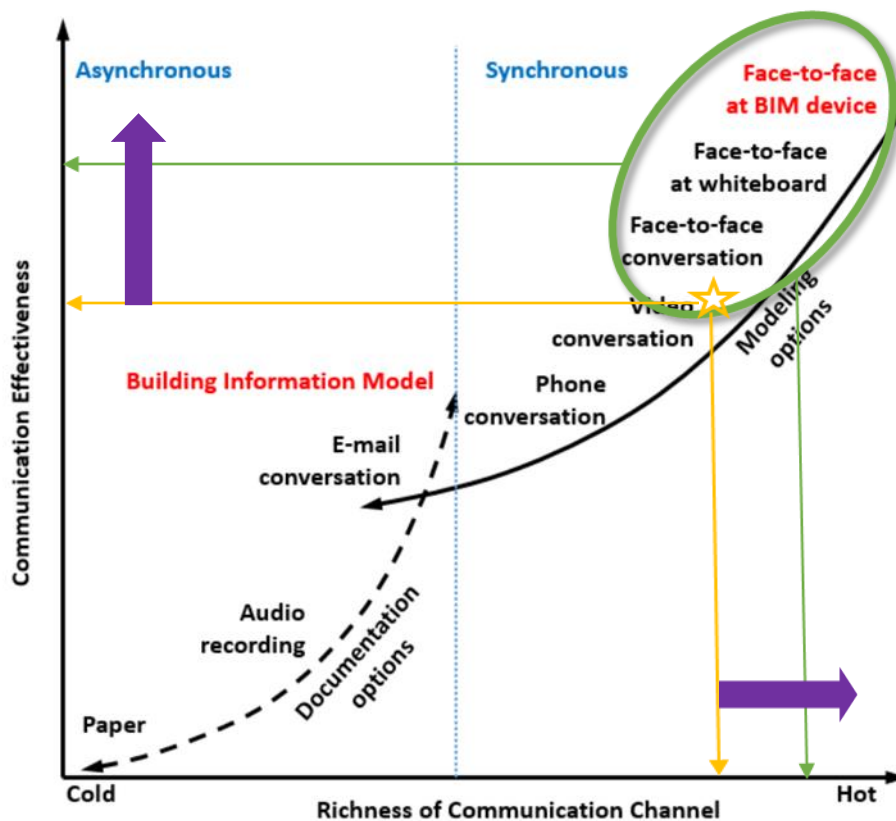 Asynchronous
Synchronous
Face-to-face
at BIM device
Face-to-face
at whiteboard
Face-to-face
conversation
Video
conversation
Modeling
options
Building Information Model
Phone
conversation
E-mail
conversation
Audio
recording
Documentation
options
Paper
Communication Effectiveness
Cold
Hot
Richness of Communication Channel